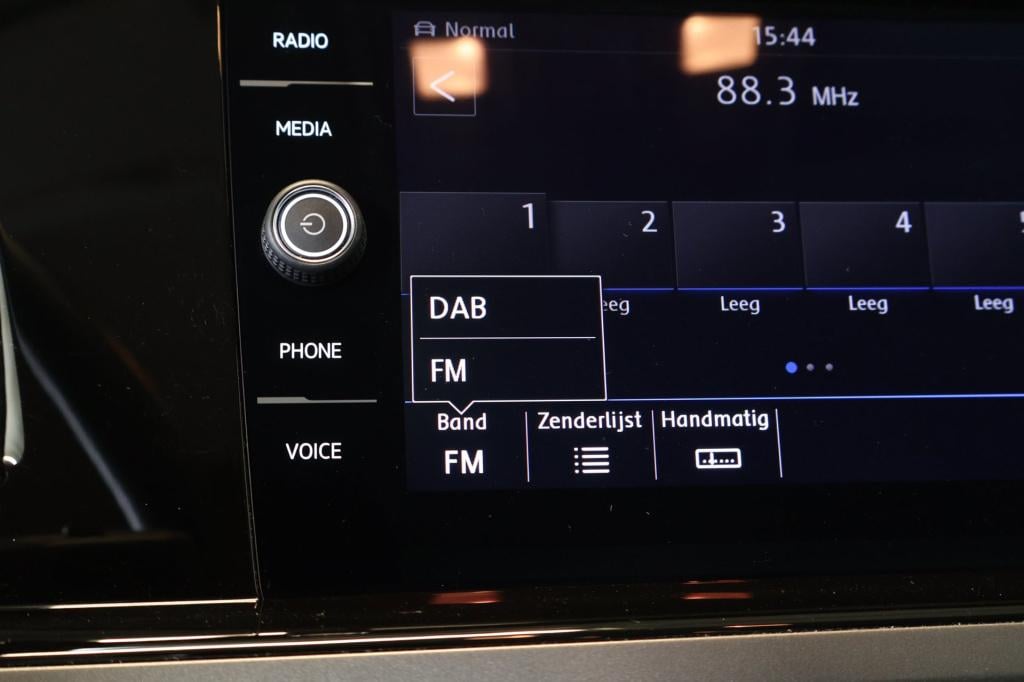 RADIO
MEDIA
PHONE
VOICE
Normal
15:44
<
88.3 MHz
1 2 3 4
Leeg Leeg Leeg
DAB
FM
Band Zenderlijst Handmatig
FM